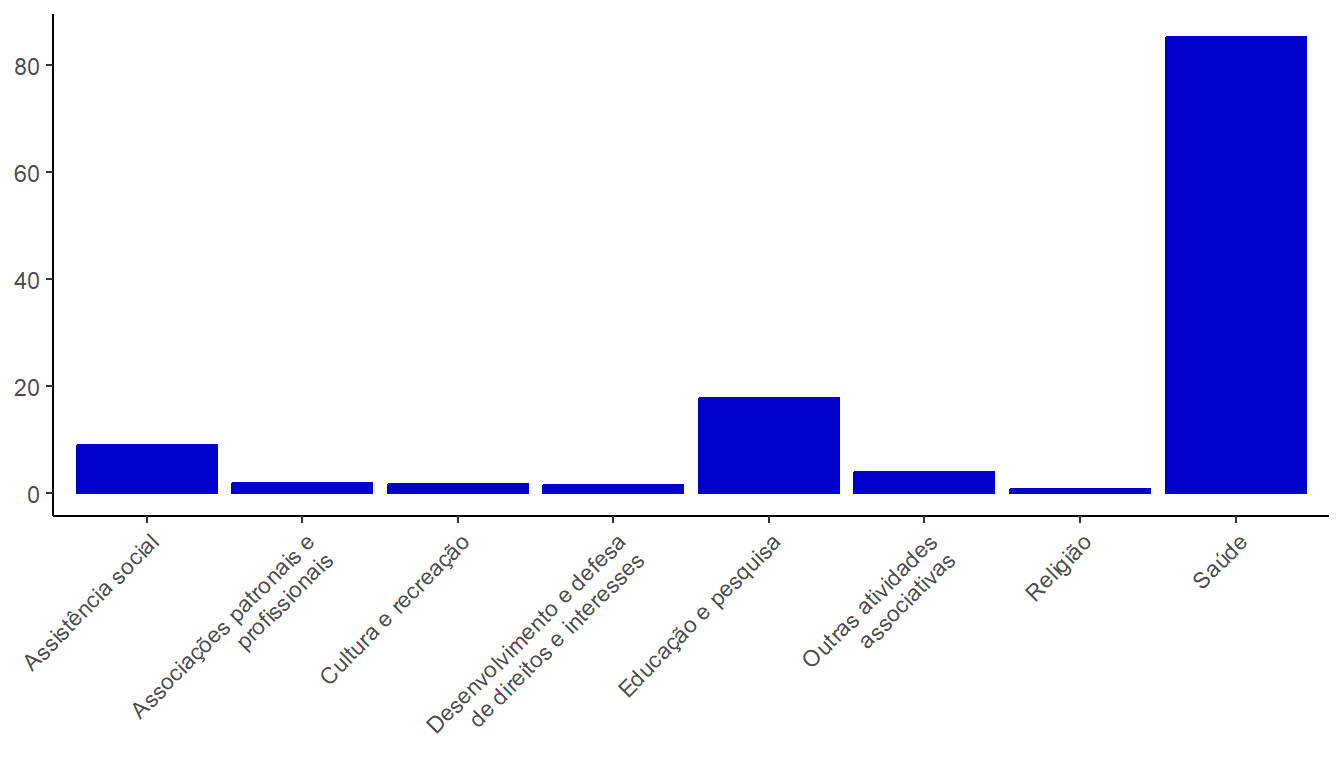 80
60
40
20
0
Assistência social
Associações patronais e
profissionais
Cultura e recreação
Desenvolvimento e defesa
de direitos e interesses
Educação e pesquisa
Outras atividades
associativas
Religião
Saúde